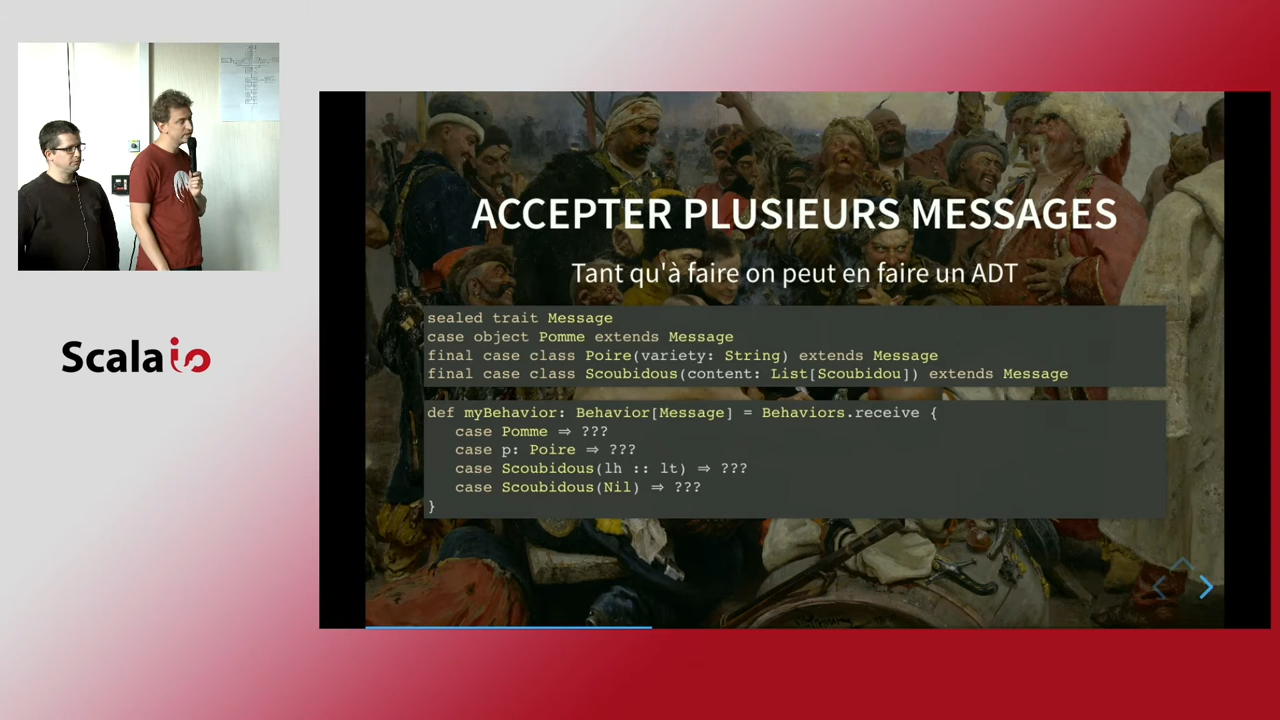 ACCEPTER PLUSIEURS MESSAGES
Tant qu'à faire on peut en faire un ADT
sealed trait Message
case object Pomme extends Message
final case class Poire(variety: String) extends Message
final case class Scoubidous(content: List[Scoubidou]) extends Message
def myBehavior: Behavior[Message] = Behaviors.receive {
case Pomme ⇒ ???
case p: Poire ⇒ ???
case Scoubidous(lh :: lt) ⇒ ???
case Scoubidous(Nil) ⇒ ???
}
Scala io